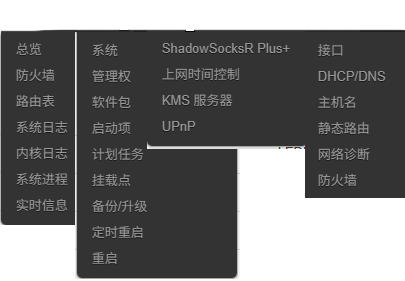 总览
防火墙
路由表
系统日志
内核日志
系统进程
实时信息
系统
管理权
软件包
启动项
计划任务
挂载点
备份/升级
定时重启
重启
ShadowSocksR Plus+
上网时间控制
KMS 服务器
UPnP
接口
DHCP/DNS
主机名
静态路由
网络诊断
防火墙